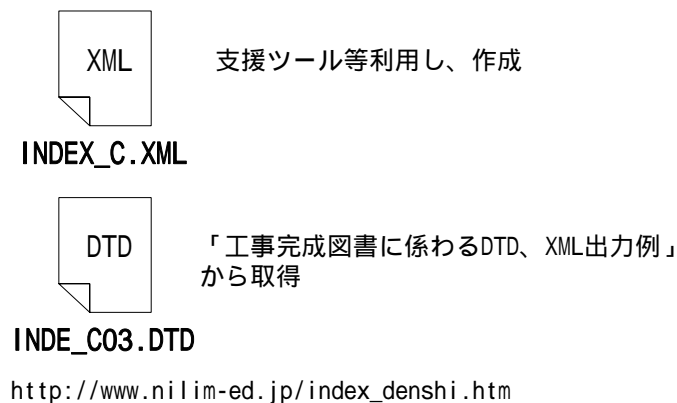 XML
支援ツール等利用し、作成
INDEX_C.XML
DTD
「工事完成図書に係わるDTD、XML出力例」
から取得
INDE_C03.DTD
http://www.nilim-ed.jp/index_denshi.htm